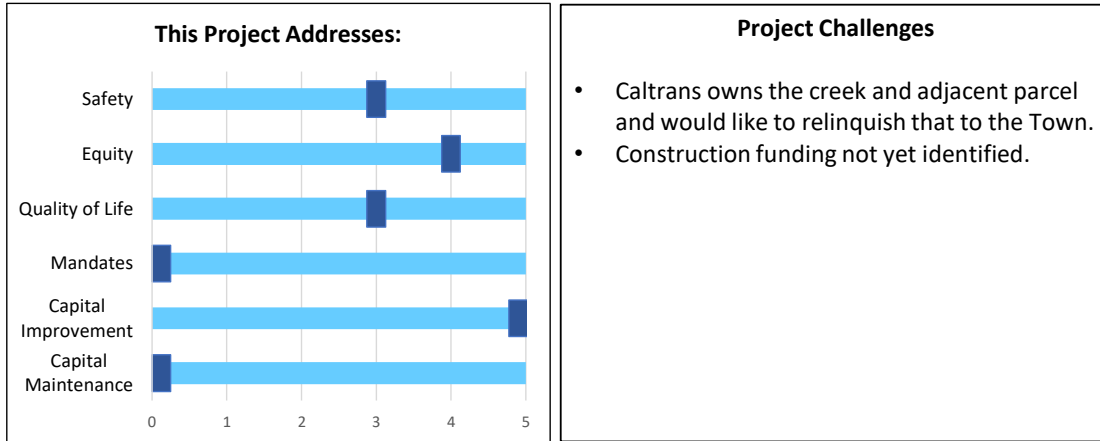 This Project Addresses:
Safety
Equity
Quality of Life
Mandates
Capital
Improvement
Capital
Maintenance
0 1 2 3 4 5
Project Challenges
• Caltrans owns the creek and adjacent parcel
and would like to relinquish that to the Town.
• Construction funding not yet identified.